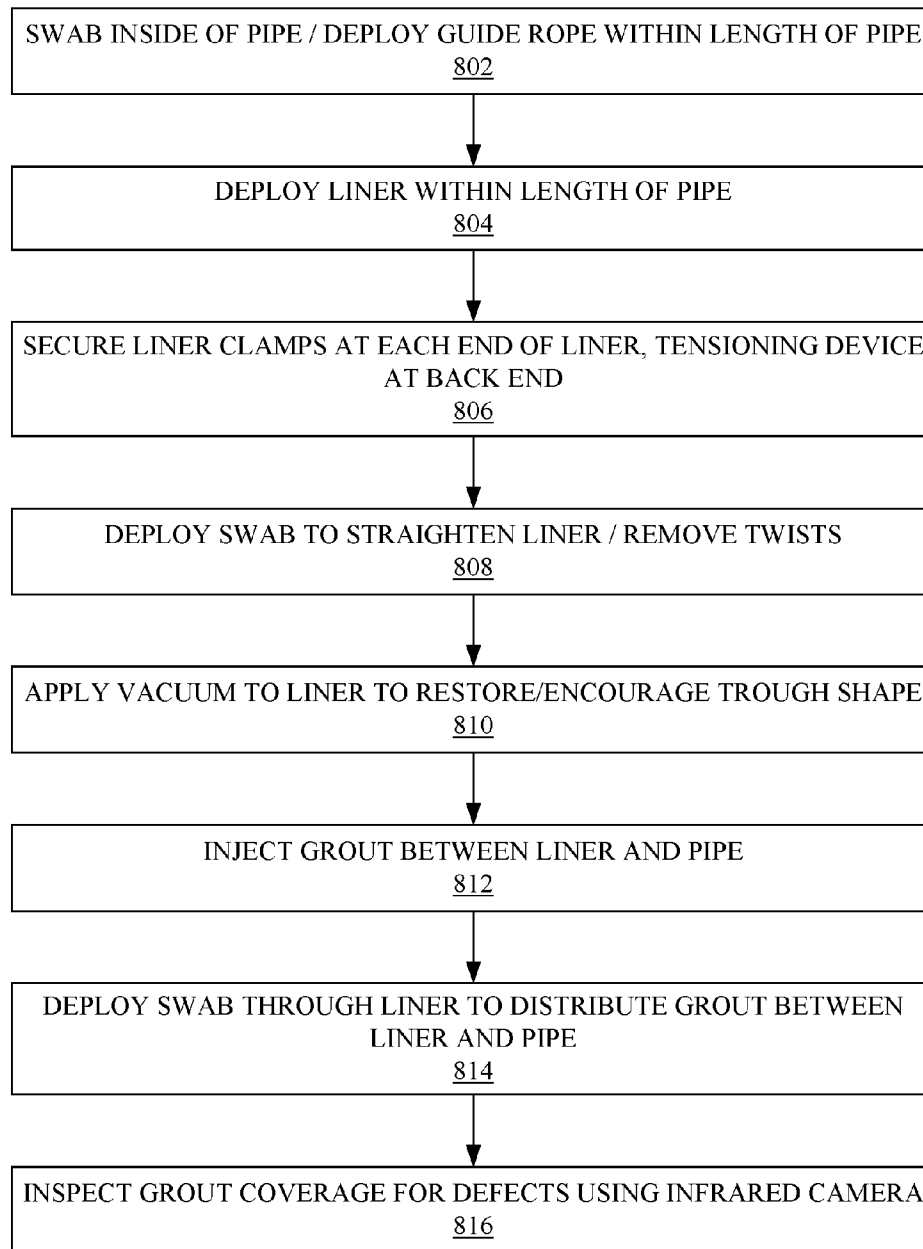 SWAB INSIDE OF PIPE / DEPLOY GUIDE ROPE WITHIN LENGTH OF PIPE
802
DEPLOY LINER WITHIN LENGTH OF PIPE
804
SECURE LINER CLAMPS AT EACH END OF LINER, TENSIONING DEVICE
AT BACK END
806
DEPLOY SWAB TO STRAIGHTEN LINER / REMOVE TWISTS
808
APPLY VACUUM TO LINER TO RESTORE/ENCOURAGE TROUGH SHAPE
810
INJECT GROUT BETWEEN LINER AND PIPE
812
DEPLOY SWAB THROUGH LINER TO DISTRIBUTE GROUT BETWEEN
LINER AND PIPE
814
INSPECT GROUT COVERAGE FOR DEFECTS USING INFRARED CAMERA
816